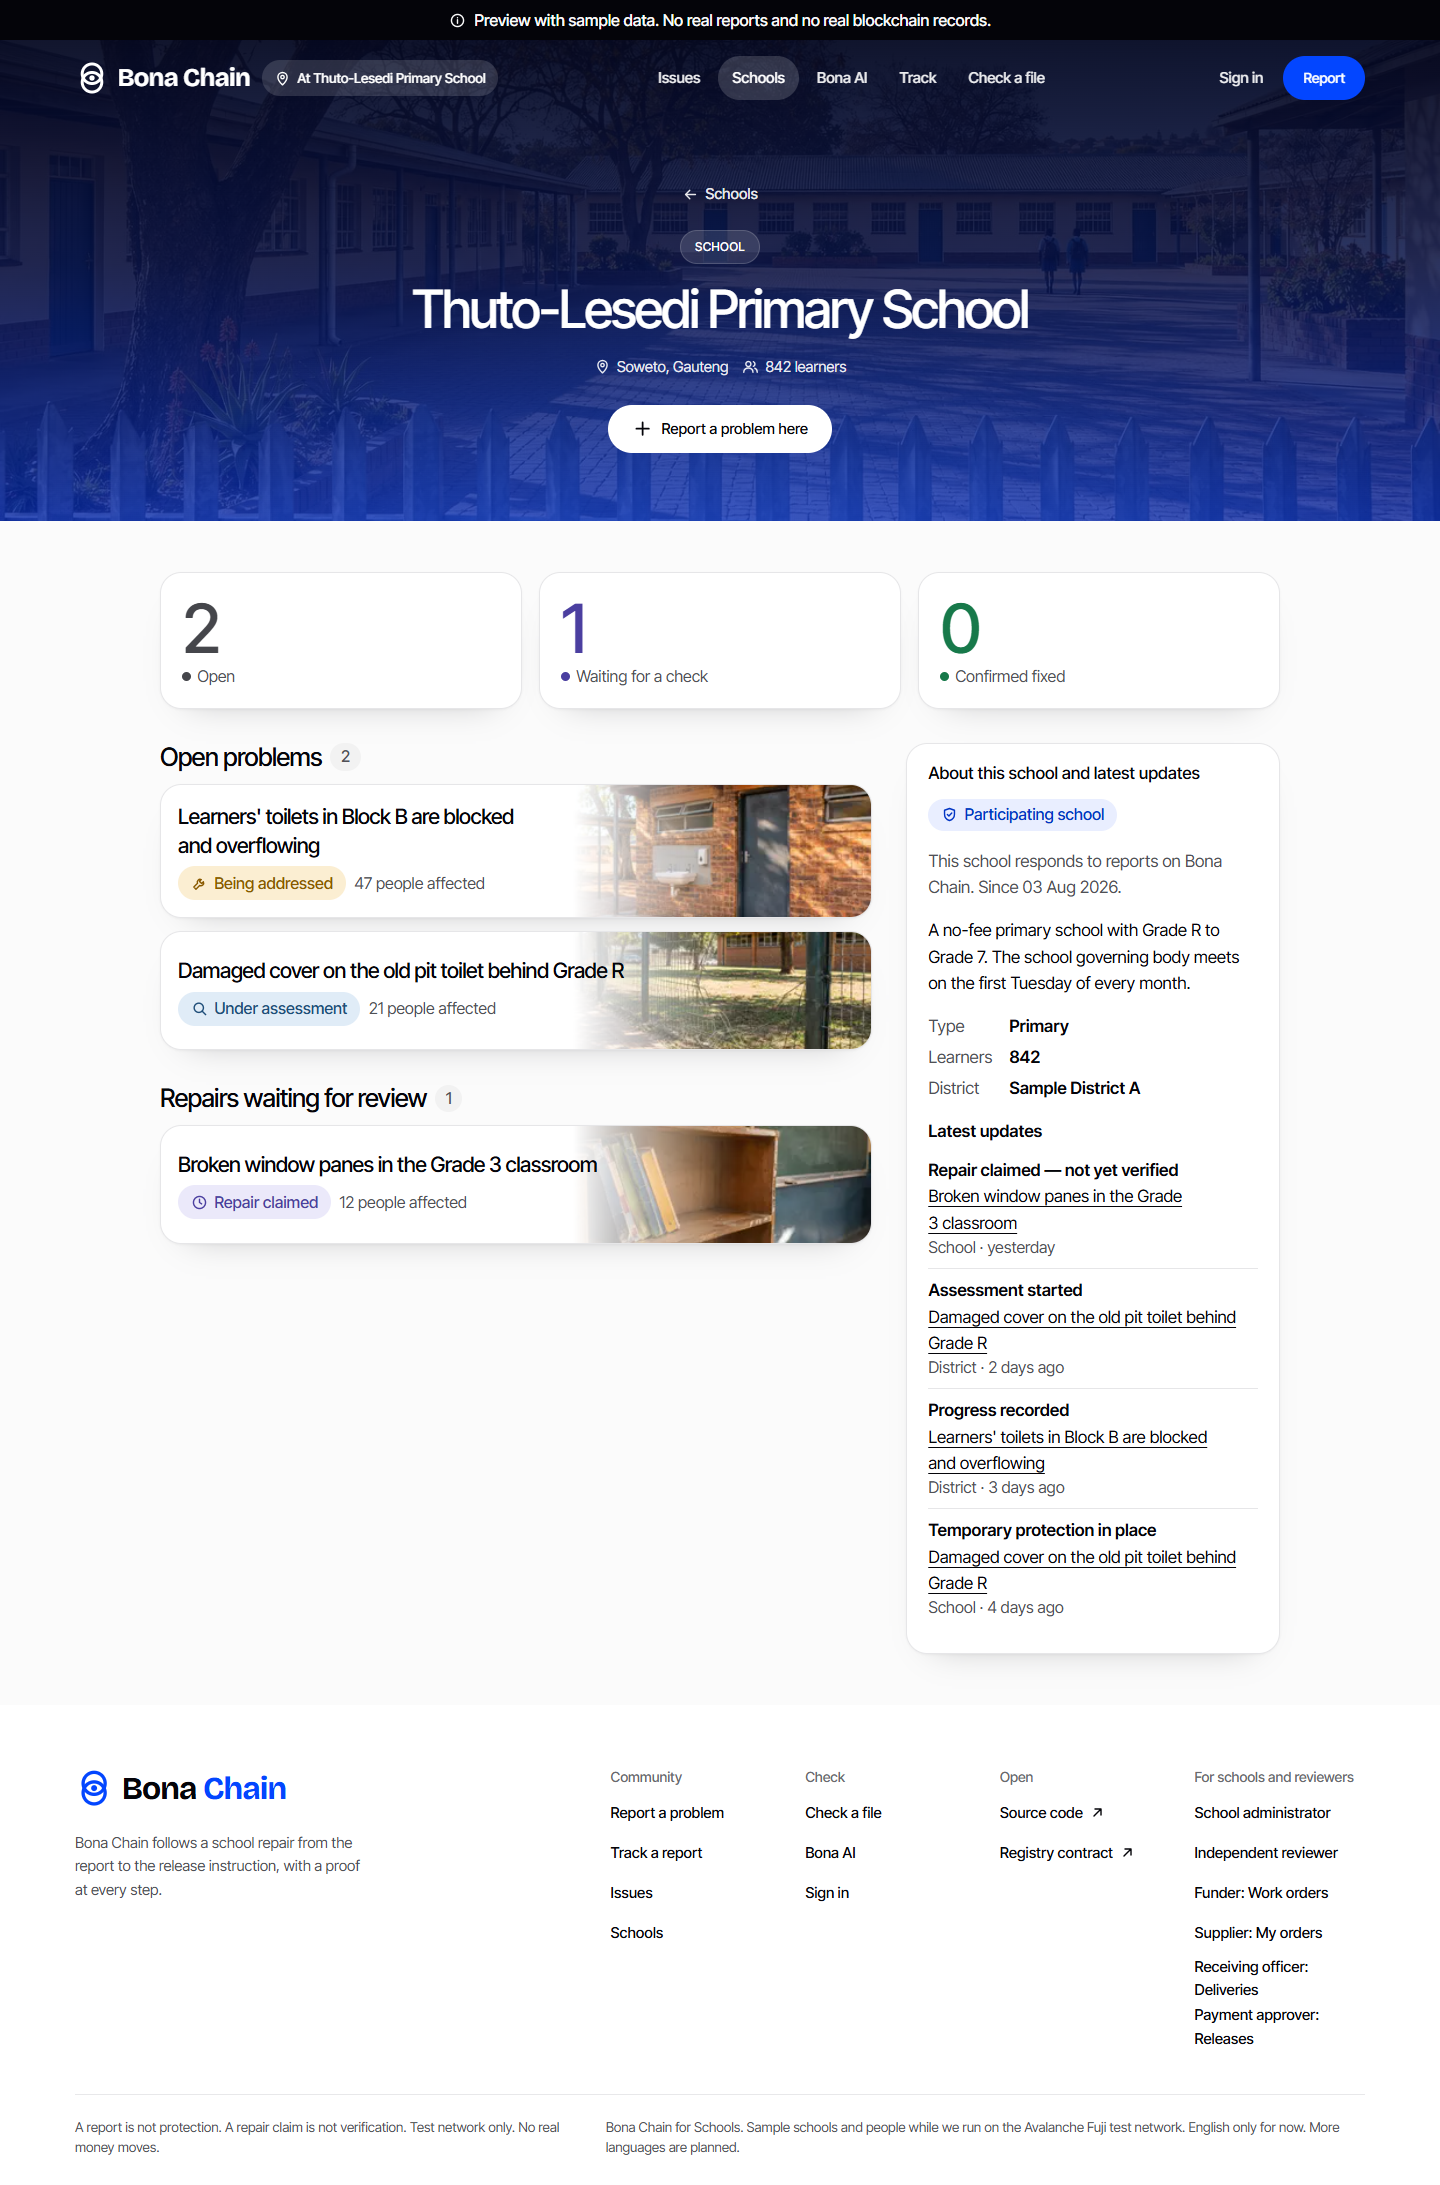 Preview with sample data. No real reports and no real blockchain records.
Bona Chain
At Thuto-Lesedi Primary School
Issues
Schools
Bona AI
Track
Check a file
Sign in
Report
Schools
SCHOOL
Thuto-Lesedi Primary School
Soweto, Gauteng
842 learners
Report a problem here
2
Open
1
Waiting for a check
0
Confirmed fixed
Open problems 2
Learners' toilets in Block B are blocked
and overflowing
Being addressed
47 people affected
Damaged cover on the old pit toilet behind Grade R
Under assessment
21 people affected
Repairs waiting for review 1
Broken window panes in the Grade 3 classroom
Repair claimed
12 people affected
About this school and latest updates
Participating school
This school responds to reports on Bona
Chain. Since 03 Aug 2026.
A no-fee primary school with Grade R to
Grade 7. The school governing body meets
on the first Tuesday of every month.
Type Primary
Learners 842
District Sample District A
Latest updates
Repair claimed — not yet verified
Broken window panes in the Grade
3 classroom
School · yesterday
Assessment started
Damaged cover on the old pit toilet behind
Grade R
District · 2 days ago
Progress recorded
Learners' toilets in Block B are blocked
and overflowing
District · 3 days ago
Temporary protection in place
Damaged cover on the old pit toilet behind
Grade R
School · 4 days ago
Bona Chain
Bona Chain follows a school repair from the
report to the release instruction, with a proof
at every step.
Community
Report a problem
Track a report
Issues
Schools
Check
Check a file
Bona AI
Sign in
Open
Source code
Registry contract
For schools and reviewers
School administrator
Independent reviewer
Funder: Work orders
Supplier: My orders
Receiving officer:
Deliveries
Payment approver:
Releases
A report is not protection. A repair claim is not verification. Test network only. No real
money moves.
Bona Chain for Schools. Sample schools and people while we run on the Avalanche Fuji test network. English only for now. More
languages are planned.